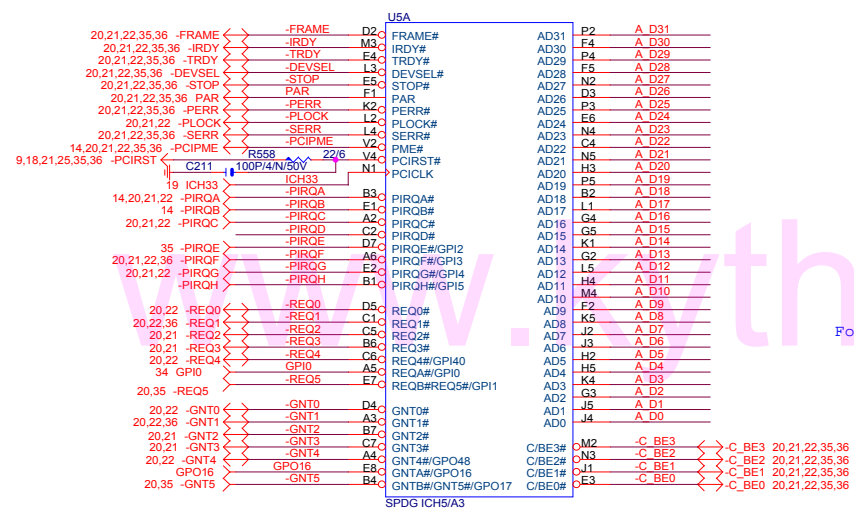 U5A
20,21,22,35,36 -FRAME -FRAME D2 FRAME# AD31 P2 A_D31
20,21,22,35,36 -IRDY -IRDY M3 IRDY# AD30 F4 A_D30
20,21,22,35,36 -TRDY -TRDY E4 TRDY# AD29 P4 A_D29
20,21,22,35,36 -DEVSEL -DEVSEL L3 DEVSEL# AD28 F5 A_D28
20,21,22,35,36 -STOP -STOP E5 STOP# AD27 N2 A_D27
20,21,22,35,36 PAR PAR F1 PAR AD26 D3 A_D26
20,21,22,35,36 -PERR -PERR K2 PERR# AD25 P3 A_D25
20,21,22 -PLOCK -PLOCK L2 PLOCK# AD24 E6 A_D24
20,21,22,35,36 -SERR -SERR L4 SERR# AD23 N4 A_D23
14,20,21,22,35,36 -PCIPME -PCIPME V2 PME# AD22 C4 A_D22
9,18,21,25,35,36 -PCIRST R558 22/6 V4 PCIRST# AD21 N5 A_D21
C211 100P/4/N/50V N1 PCICLK AD20 H3 A_D20
19 ICH33 ICH33 AD19 P5 A_D19
14,20,21,22 -PIRQA -PIRQA B3 PIRQA# AD18 B2 A_D18
14 -PIRQB -PIRQB E1 PIRQB# AD17 L1 A_D17
20,21,22 -PIRQC -PIRQC A2 PIRQC# AD16 G4 A_D16
-PIRQD C2 PIRQD# AD15 G5 A_D15
35 -PIRQE -PIRQE D7 PIRQE#/GPI2 AD14 K1 A_D14
20,21,22,36 -PIRQF -PIRQF A6 PIRQF#/GPI3 AD13 G2 A_D13
20,21,22 -PIRQG -PIRQG E2 PIRQG#/GPI4 AD12 L5 A_D12
-PIRQH -PIRQH B1 PIRQH#/GPI5 AD11 H4 A_D11
AD10 M4 A_D10
20,22 -REQ0 -REQ0 D5 REQ0# AD9 F2 A_D9
20,22,36 -REQ1 -REQ1 C1 REQ1# AD8 K5 A_D8
20,21 -REQ2 -REQ2 C5 REQ2# AD7 J2 A_D7
20,21 -REQ3 -REQ3 B6 REQ3# AD6 J3 A_D6
20,22 -REQ4 -REQ4 C6 REQ4#/GPI40 AD5 H2 A_D5
34 GPI0 GPI0 A5 REQA#/GPI0 AD4 H5 A_D4
20,35 -REQ5 -REQ5 E7 REQB#REQ5#/GPI1 AD3 K4 A_D3
AD2 G3 A_D2
20,22 -GNT0 -GNT0 D4 GNT0# AD1 J5 A_D1
20,22,36 -GNT1 -GNT1 A3 GNT1# AD0 J4 A_D0
20,21 -GNT2 -GNT2 B7 GNT2#
20,21 -GNT3 -GNT3 C7 GNT3# C/BE3# M2 -C_BE3 -C_BE3 20,21,22,35,36
20,22 -GNT4 -GNT4 A4 GNT4#/GPO48 C/BE2# N3 -C_BE2 -C_BE2 20,21,22,35,36
GPO16 GPO16 E8 GNTA#/GPO16 C/BE1# J1 -C_BE1 -C_BE1 20,21,22,35,36
20,35 -GNT5 -GNT5 B4 GNTB#/GNT5#/GPO17 C/BE0# E3 -C_BE0 -C_BE0 20,21,22,35,36
SPDG ICH5/A3
www.kyth
Fo